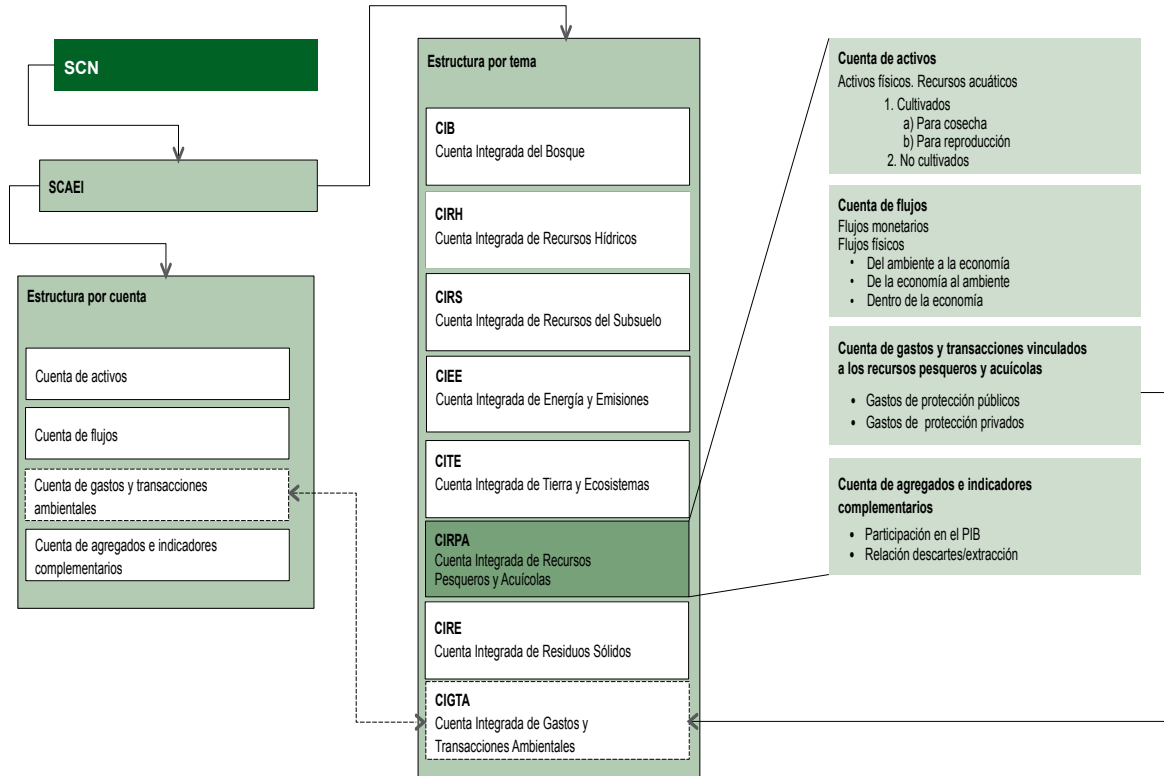 SCN
SCAEI
Estructura por cuenta
Cuenta de activos
Cuenta de flujos
Cuenta de gastos y transacciones
ambientales
Cuenta de agregados e indicadores
complementarios
Estructura por tema
CIB
Cuenta Integrada del Bosque
CIRH
Cuenta Integrada de Recursos Hídricos
CIRS
Cuenta Integrada de Recursos del Subsuelo
CIEE
Cuenta Integrada de Energía y Emisiones
CITE
Cuenta Integrada de Tierra y Ecosistemas
CIRPA
Cuenta Integrada de Recursos
Pesqueros y Acuícolas
CIRE
Cuenta Integrada de Residuos Sólidos
CIGTA
Cuenta Integrada de Gastos y
Transacciones Ambientales
Cuenta de activos
Activos físicos. Recursos acuáticos
1. Cultivados
a) Para cosecha
b) Para reproducción
2. No cultivados
Cuenta de flujos
Flujos monetarios
Flujos físicos
• Del ambiente a la economía
• De la economía al ambiente
• Dentro de la economía
Cuenta de gastos y transacciones vinculados
a los recursos pesqueros y acuícolas
• Gastos de protección públicos
• Gastos de protección privados
Cuenta de agregados e indicadores
complementarios
• Participación en el PIB
• Relación descartes/extracción